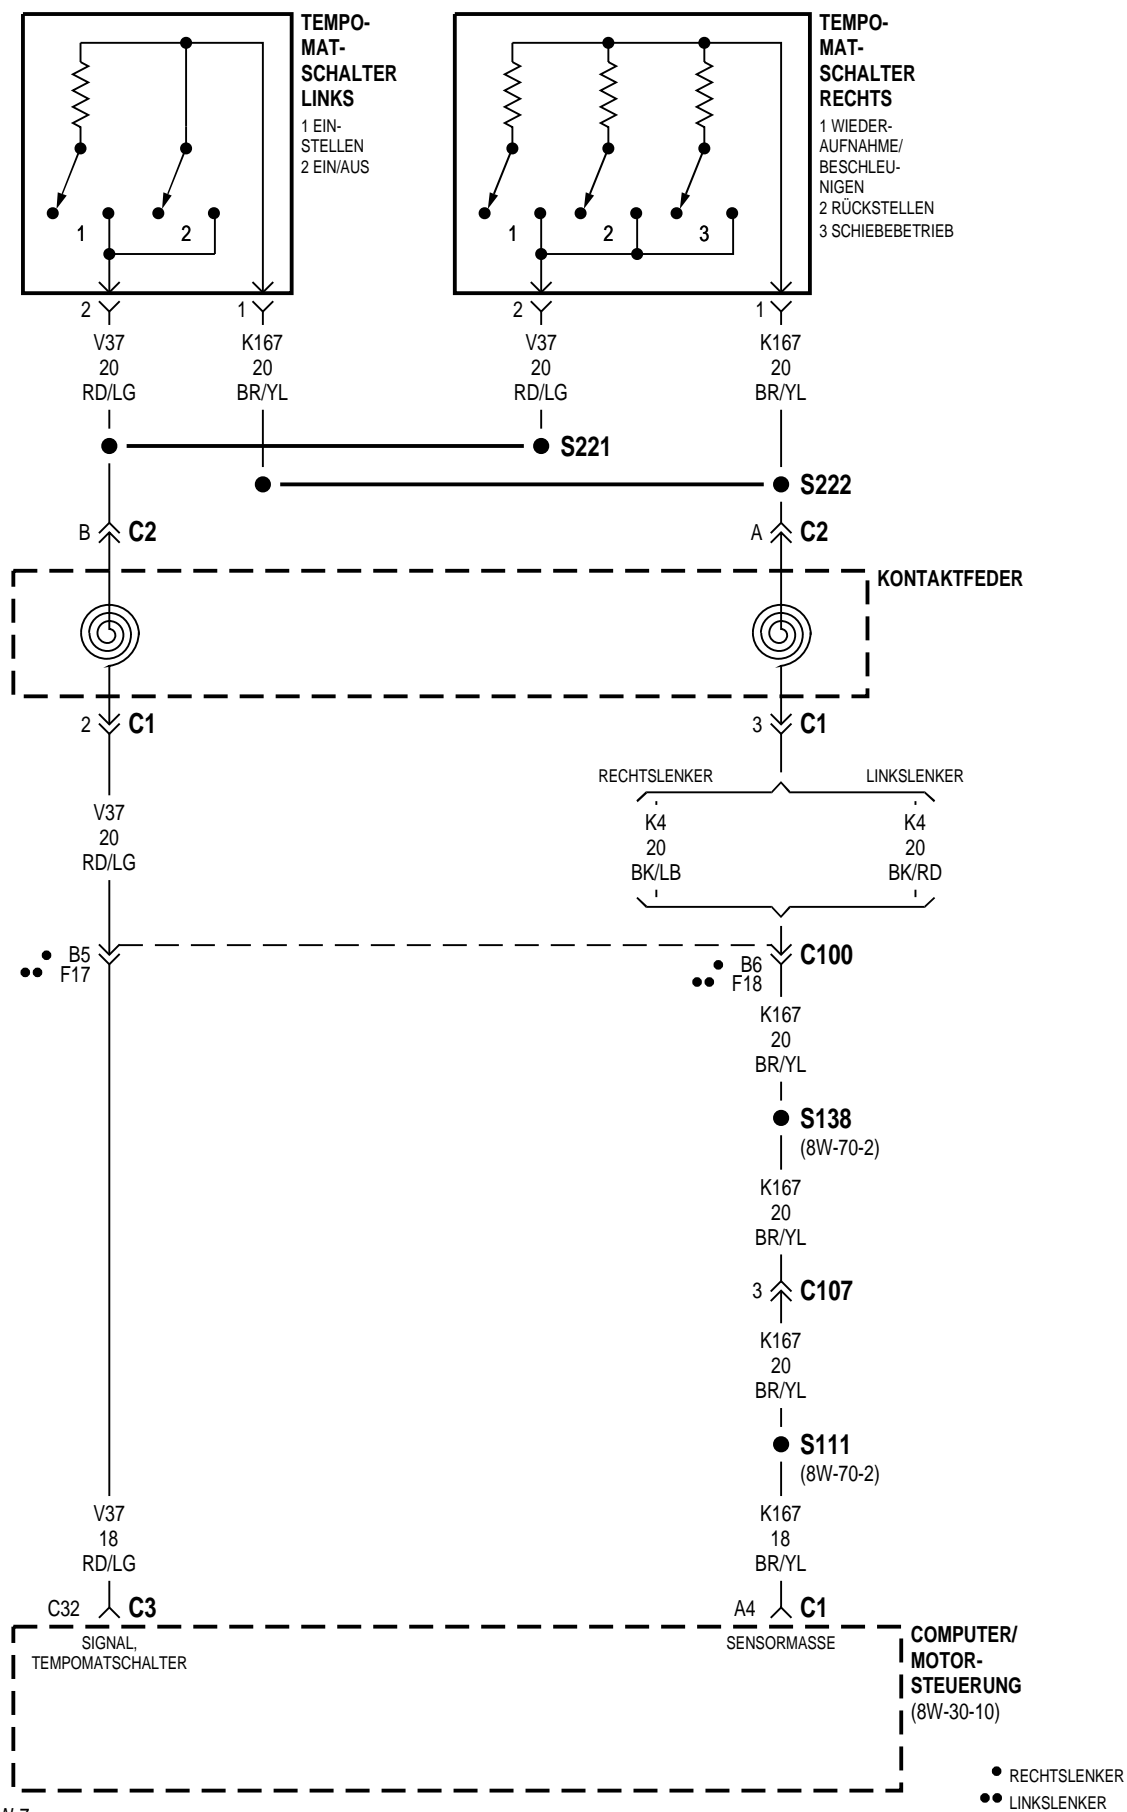 TEMPO-
MAT-
SCHALTER
LINKS
1 EIN-
STELLEN
2 EIN/AUS
TEMPO-
MAT-
SCHALTER
RECHTS
1 WIEDER-
AUFNAHME/
BESCHLEU-
NIGEN
2 RÜCKSTELLEN
3 SCHIEBEBETRIEB
1 2
1 2 3
2 1 2 1
V37 K167 V37 K167
20 20 20 20
RD/LG BR/YL RD/LG BR/YL
S221
S222
B C2 A C2
KONTAKTFEDER
2 C1 3 C1
RECHTSLENKER LINKSLENKER
V37 K4 K4
20 20 20
RD/LG BK/LB BK/RD
B5
F17
B6 C100
F18
K167
20
BR/YL
S138
(8W-70-2)
K167
20
BR/YL
3 C107
K167
20
BR/YL
S111
(8W-70-2)
V37 K167
18 18
RD/LG BR/YL
C32 C3 A4 C1
SIGNAL,
TEMPOMATSCHALTER
SENSORMASSE
COMPUTER/
MOTOR-
STEUERUNG
(8W-30-10)
RECHTSLENKER
LINKSLENKER